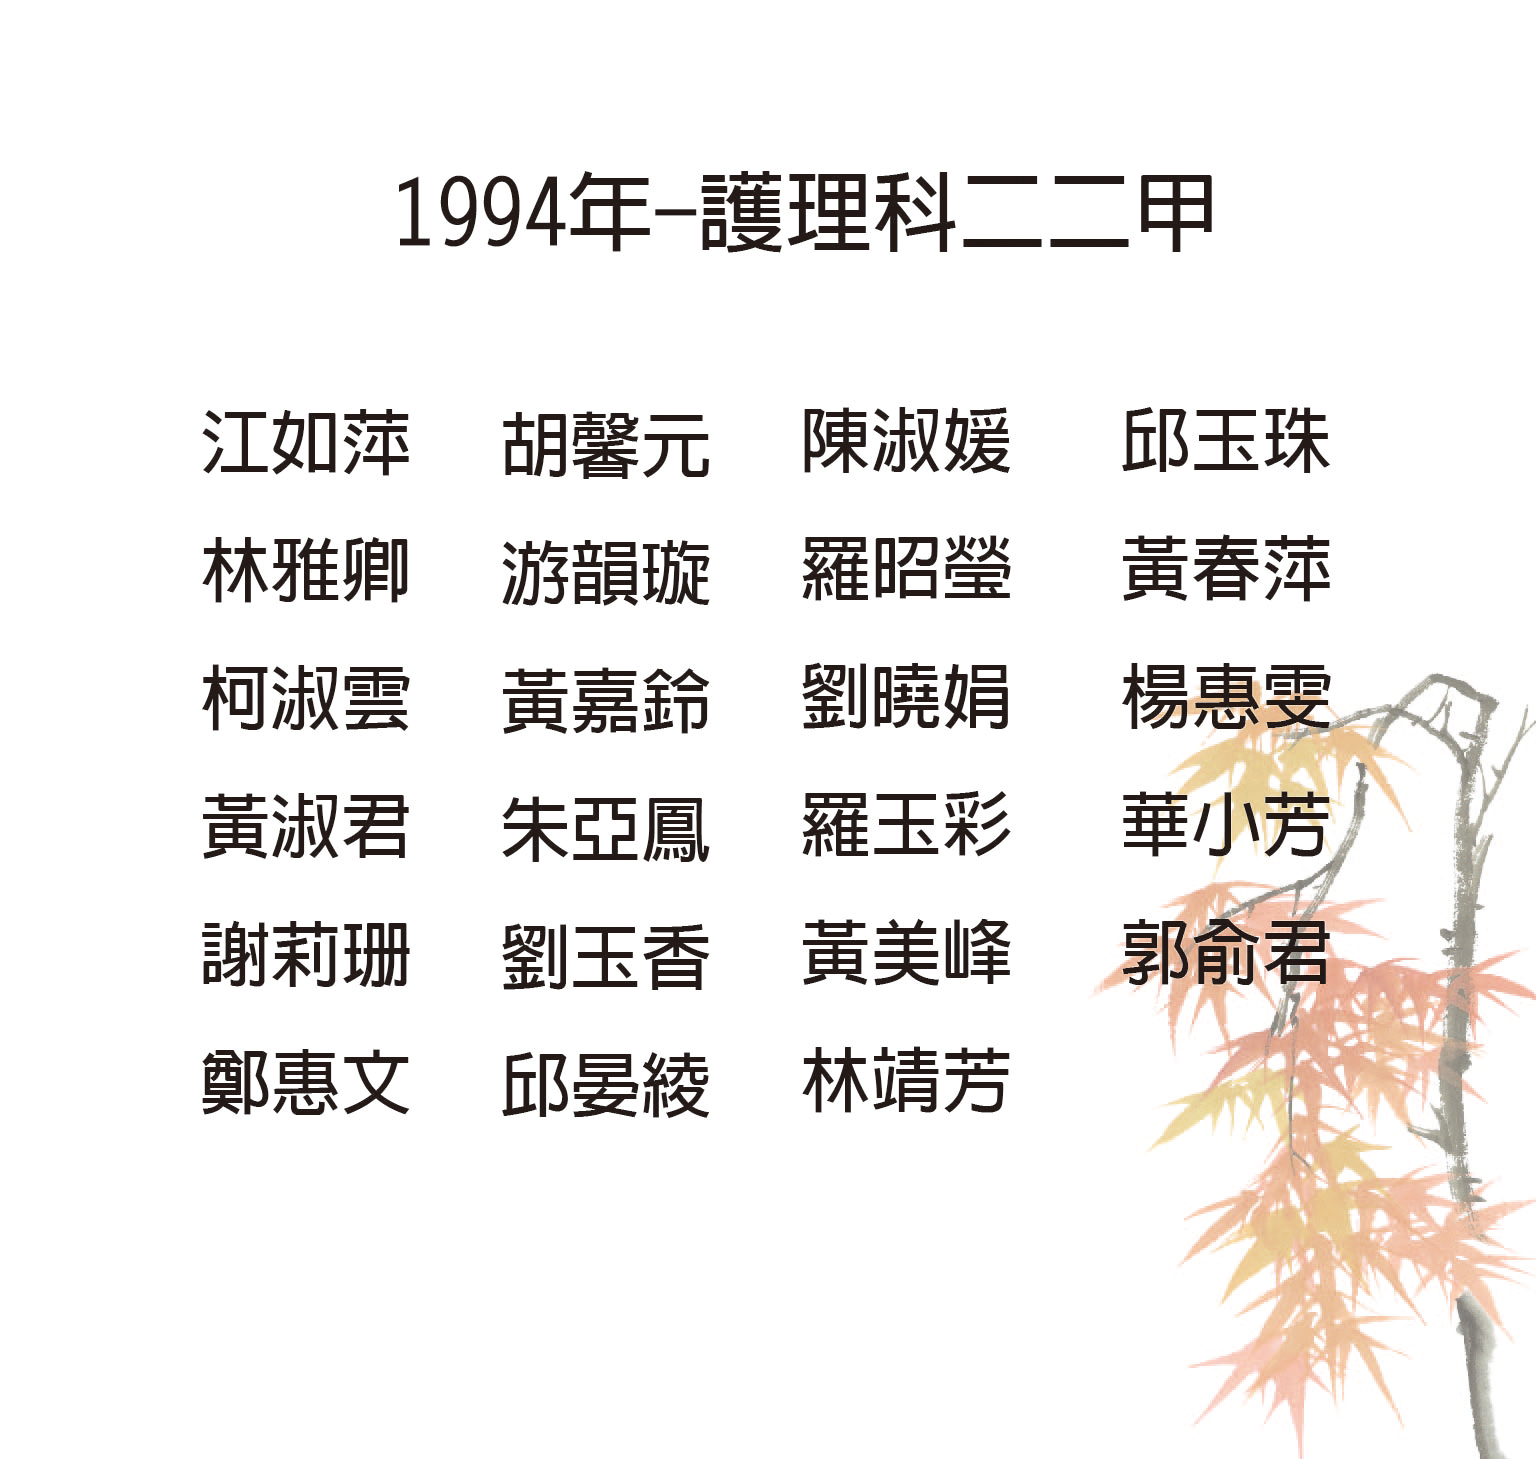 1994年-護理科二二甲
江如萍 胡馨元 陳淑媛 邱玉珠
林雅卿 游韻璇 羅昭瑩 黃春萍
柯淑雲 黃嘉鈴 劉曉娟 楊惠雯
黃淑君 朱亞鳳 羅玉彩 華小芳
謝莉珊 劉玉香 黃美峰 郭俞君
鄭惠文 邱晏綾 林靖芳